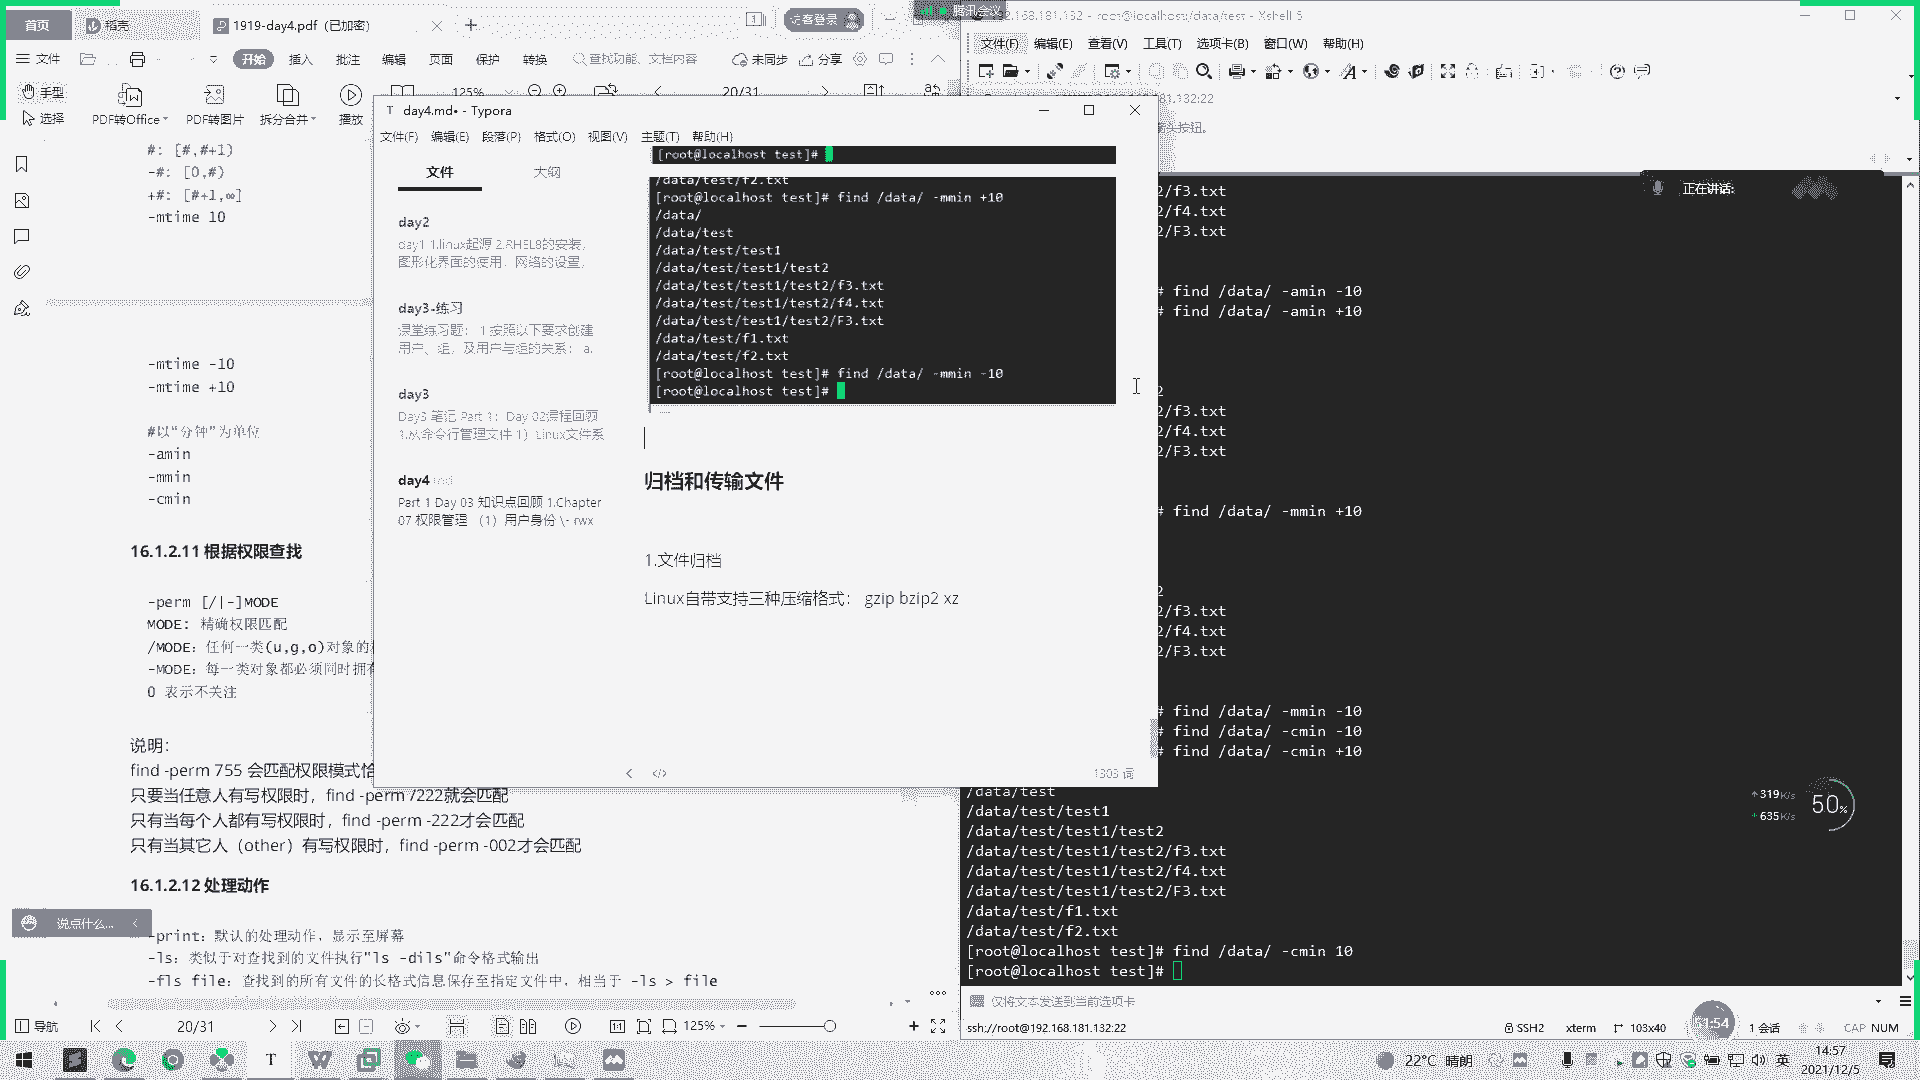 首页
稻壳
1919-day4.pdf (已加密)
访客登录
文件
开始
插入
批注
编辑
页面
保护
转换
查找功能、文档内容
未同步
分享
手型
选择
PDF转Office
PDF转图片
拆分合并
播放
125%
20/31
#: [#,#+1)
-#: [0,#)
+#: [#+1,∞]
-mtime 10
-mtime -10
-mtime +10
#以“分钟”为单位
-amin
-mmin
-cmin
16.1.2.11 根据权限查找
-perm [/|-]MODE
MODE: 精确权限匹配
/MODE：任何一类(u,g,o)对象的
-MODE：每一类对象都必须同时拥有
0 表示不关注
说明：
find -perm 755 会匹配权限模式恰
只要当任意人有写权限时，find -perm /222就会匹配
只有当每个人都有写权限时，find -perm -222才会匹配
只有当其它人（other）有写权限时，find -perm -002才会匹配
16.1.2.12 处理动作
-print：默认的处理动作，显示至屏幕
-ls：类似于对查找到的文件执行"ls -dils"命令格式输出
-fls file：查找到的所有文件的长格式信息保存至指定文件中，相当于 -ls > file
说点什么...
导航
20/31
125%
day4.md• - Typora
文件(F) 编辑(E) 段落(P) 格式(O) 视图(V) 主题(T) 帮助(H)
文件
大纲
day2
day1 1.linux起源 2.RHEL8的安装，
图形化界面的使用、网络的设置，
day3-练习
课堂练习题： 1.按照以下要求创建
用户、组，及用户与组的关系： a.
day3
Day3 笔记 Part 1：Day 02课程回顾
1.从命令行管理文件 1）Linux文件系
day4
Part 1 Day 03 知识点回顾 1.Chapter
07 权限管理 （1）用户身份 \- rwx
[root@localhost test]#
/data/test/f2.txt
[root@localhost test]# find /data/ -mmin +10
/data/
/data/test
/data/test/test1
/data/test/test1/test2
/data/test/test1/test2/f3.txt
/data/test/test1/test2/f4.txt
/data/test/test1/test2/F3.txt
/data/test/f1.txt
/data/test/f2.txt
[root@localhost test]# find /data/ -mmin -10
[root@localhost test]#
归档和传输文件
1.文件归档
Linux自带支持三种压缩格式： gzip bzip2 xz
1303 词
腾讯会议
.168.181.132 - root@localhost:/data/test - Xshell 6
文件(F) 编辑(E) 查看(V) 工具(T) 选项卡(B) 窗口(W) 帮助(H)
.181.132:22
箭头按钮。
正在讲话:
2/f3.txt
2/f4.txt
2/F3.txt
# find /data/ -amin -10
# find /data/ -amin +10
2
2/f3.txt
2/f4.txt
2/F3.txt
# find /data/ -mmin +10
2
2/f3.txt
2/f4.txt
2/F3.txt
# find /data/ -mmin -10
# find /data/ -cmin -10
# find /data/ -cmin +10
/data/test
/data/test/test1
/data/test/test1/test2
/data/test/test1/test2/f3.txt
/data/test/test1/test2/f4.txt
/data/test/test1/test2/F3.txt
/data/test/f1.txt
/data/test/f2.txt
[root@localhost test]# find /data/ -cmin 10
[root@localhost test]#
319K/s
635K/s
50%
仅将文本发送到当前选项卡
ssh://root@192.168.181.132:22
SSH2
xterm
103x40
51:54
1 会话
CAP NUM
22°C 晴朗
英
14:57
2021/12/5